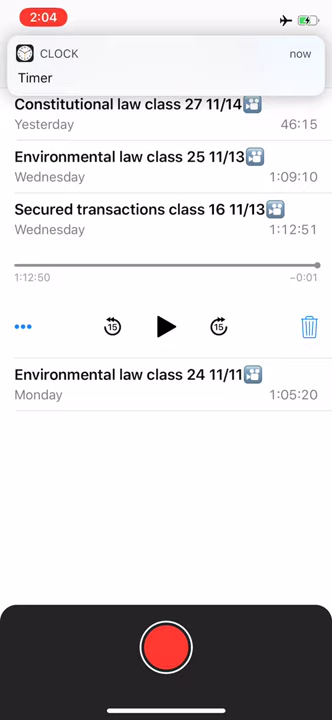 2:04
CLOCK now
Timer
Constitutional law class 27 11/14🎦
Yesterday 46:15
Environmental law class 25 11/13🎦
Wednesday 1:09:10
Secured transactions class 16 11/13🎦
Wednesday 1:12:51
1:12:50 −0:01
15 15
Environmental law class 24 11/11🎦
Monday 1:05:20